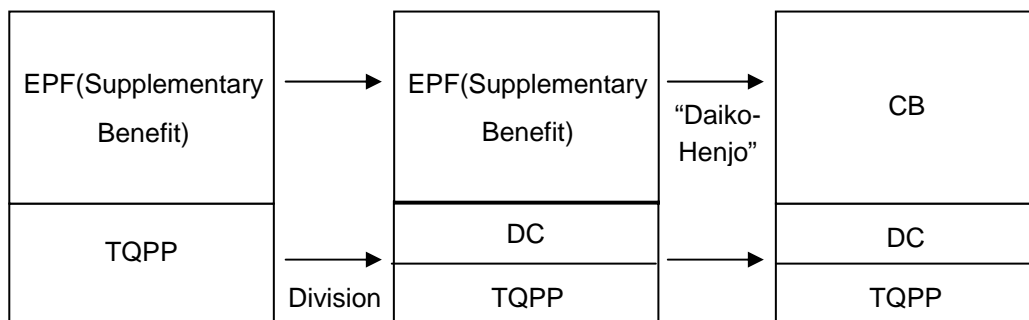 EPF(Supplementary
Benefit)
TQPP
Division
EPF(Supplementary
Benefit)
DC
TQPP
“Daiko-
Henjo”
CB
DC
TQPP